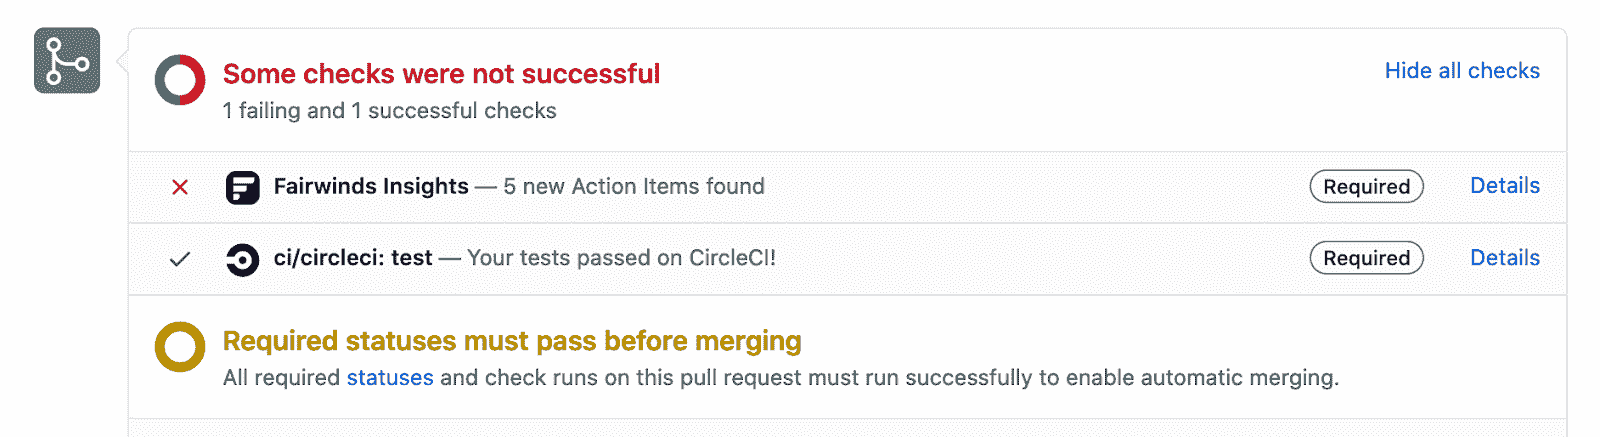 Some checks were not successful
Hide all checks
1 failing and 1 successful checks
Fairwinds Insights — 5 new Action Items found
Required
Details
ci/circleci: test — Your tests passed on CircleCI!
Required
Details
Required statuses must pass before merging
All required statuses and check runs on this pull request must run successfully to enable automatic merging.